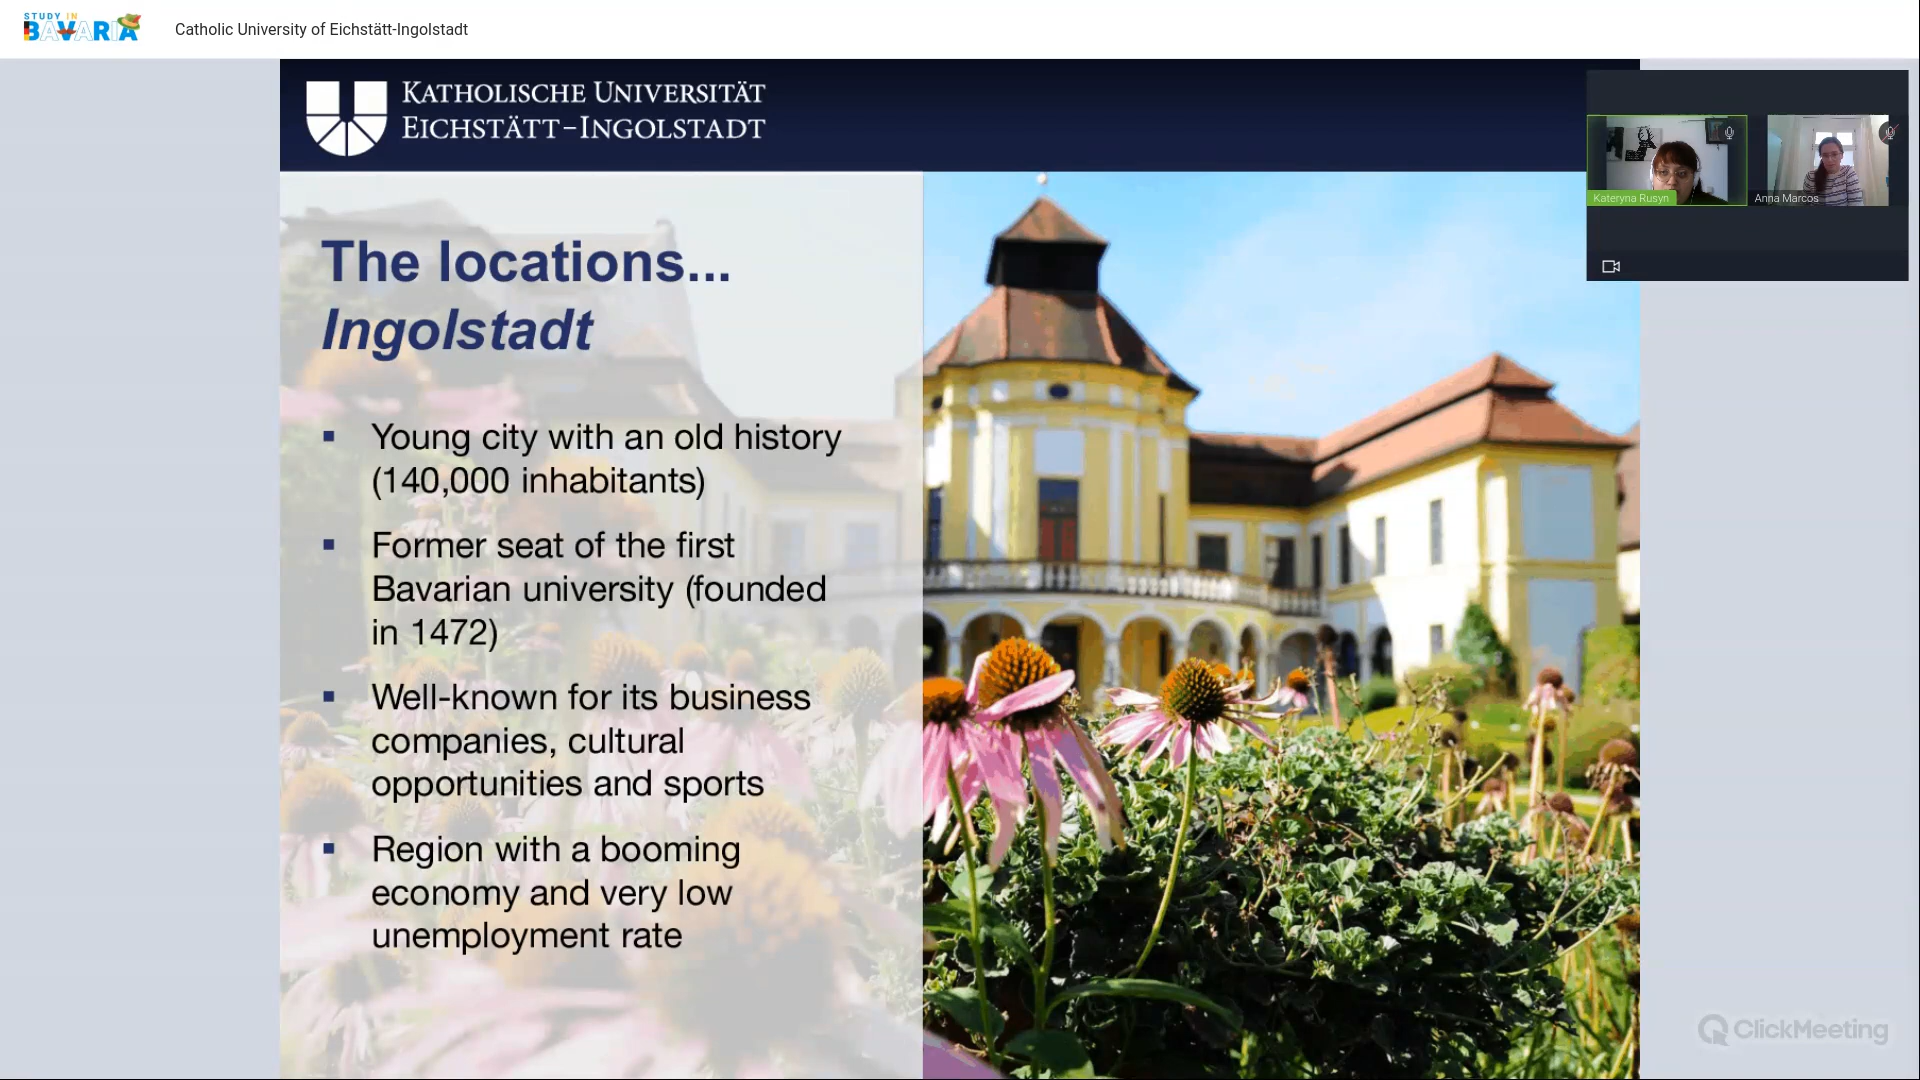 STUDY IN
BAVARIA
Catholic University of Eichstätt-Ingolstadt
KATHOLISCHE UNIVERSITÄT
EICHSTÄTT-INGOLSTADT
Kateryna Rusyn
Anna Marcos
The locations...
Ingolstadt
▪ Young city with an old history
(140,000 inhabitants)
▪ Former seat of the first
Bavarian university (founded
in 1472)
▪ Well-known for its business
companies, cultural
opportunities and sports
▪ Region with a booming
economy and very low
unemployment rate
ClickMeeting